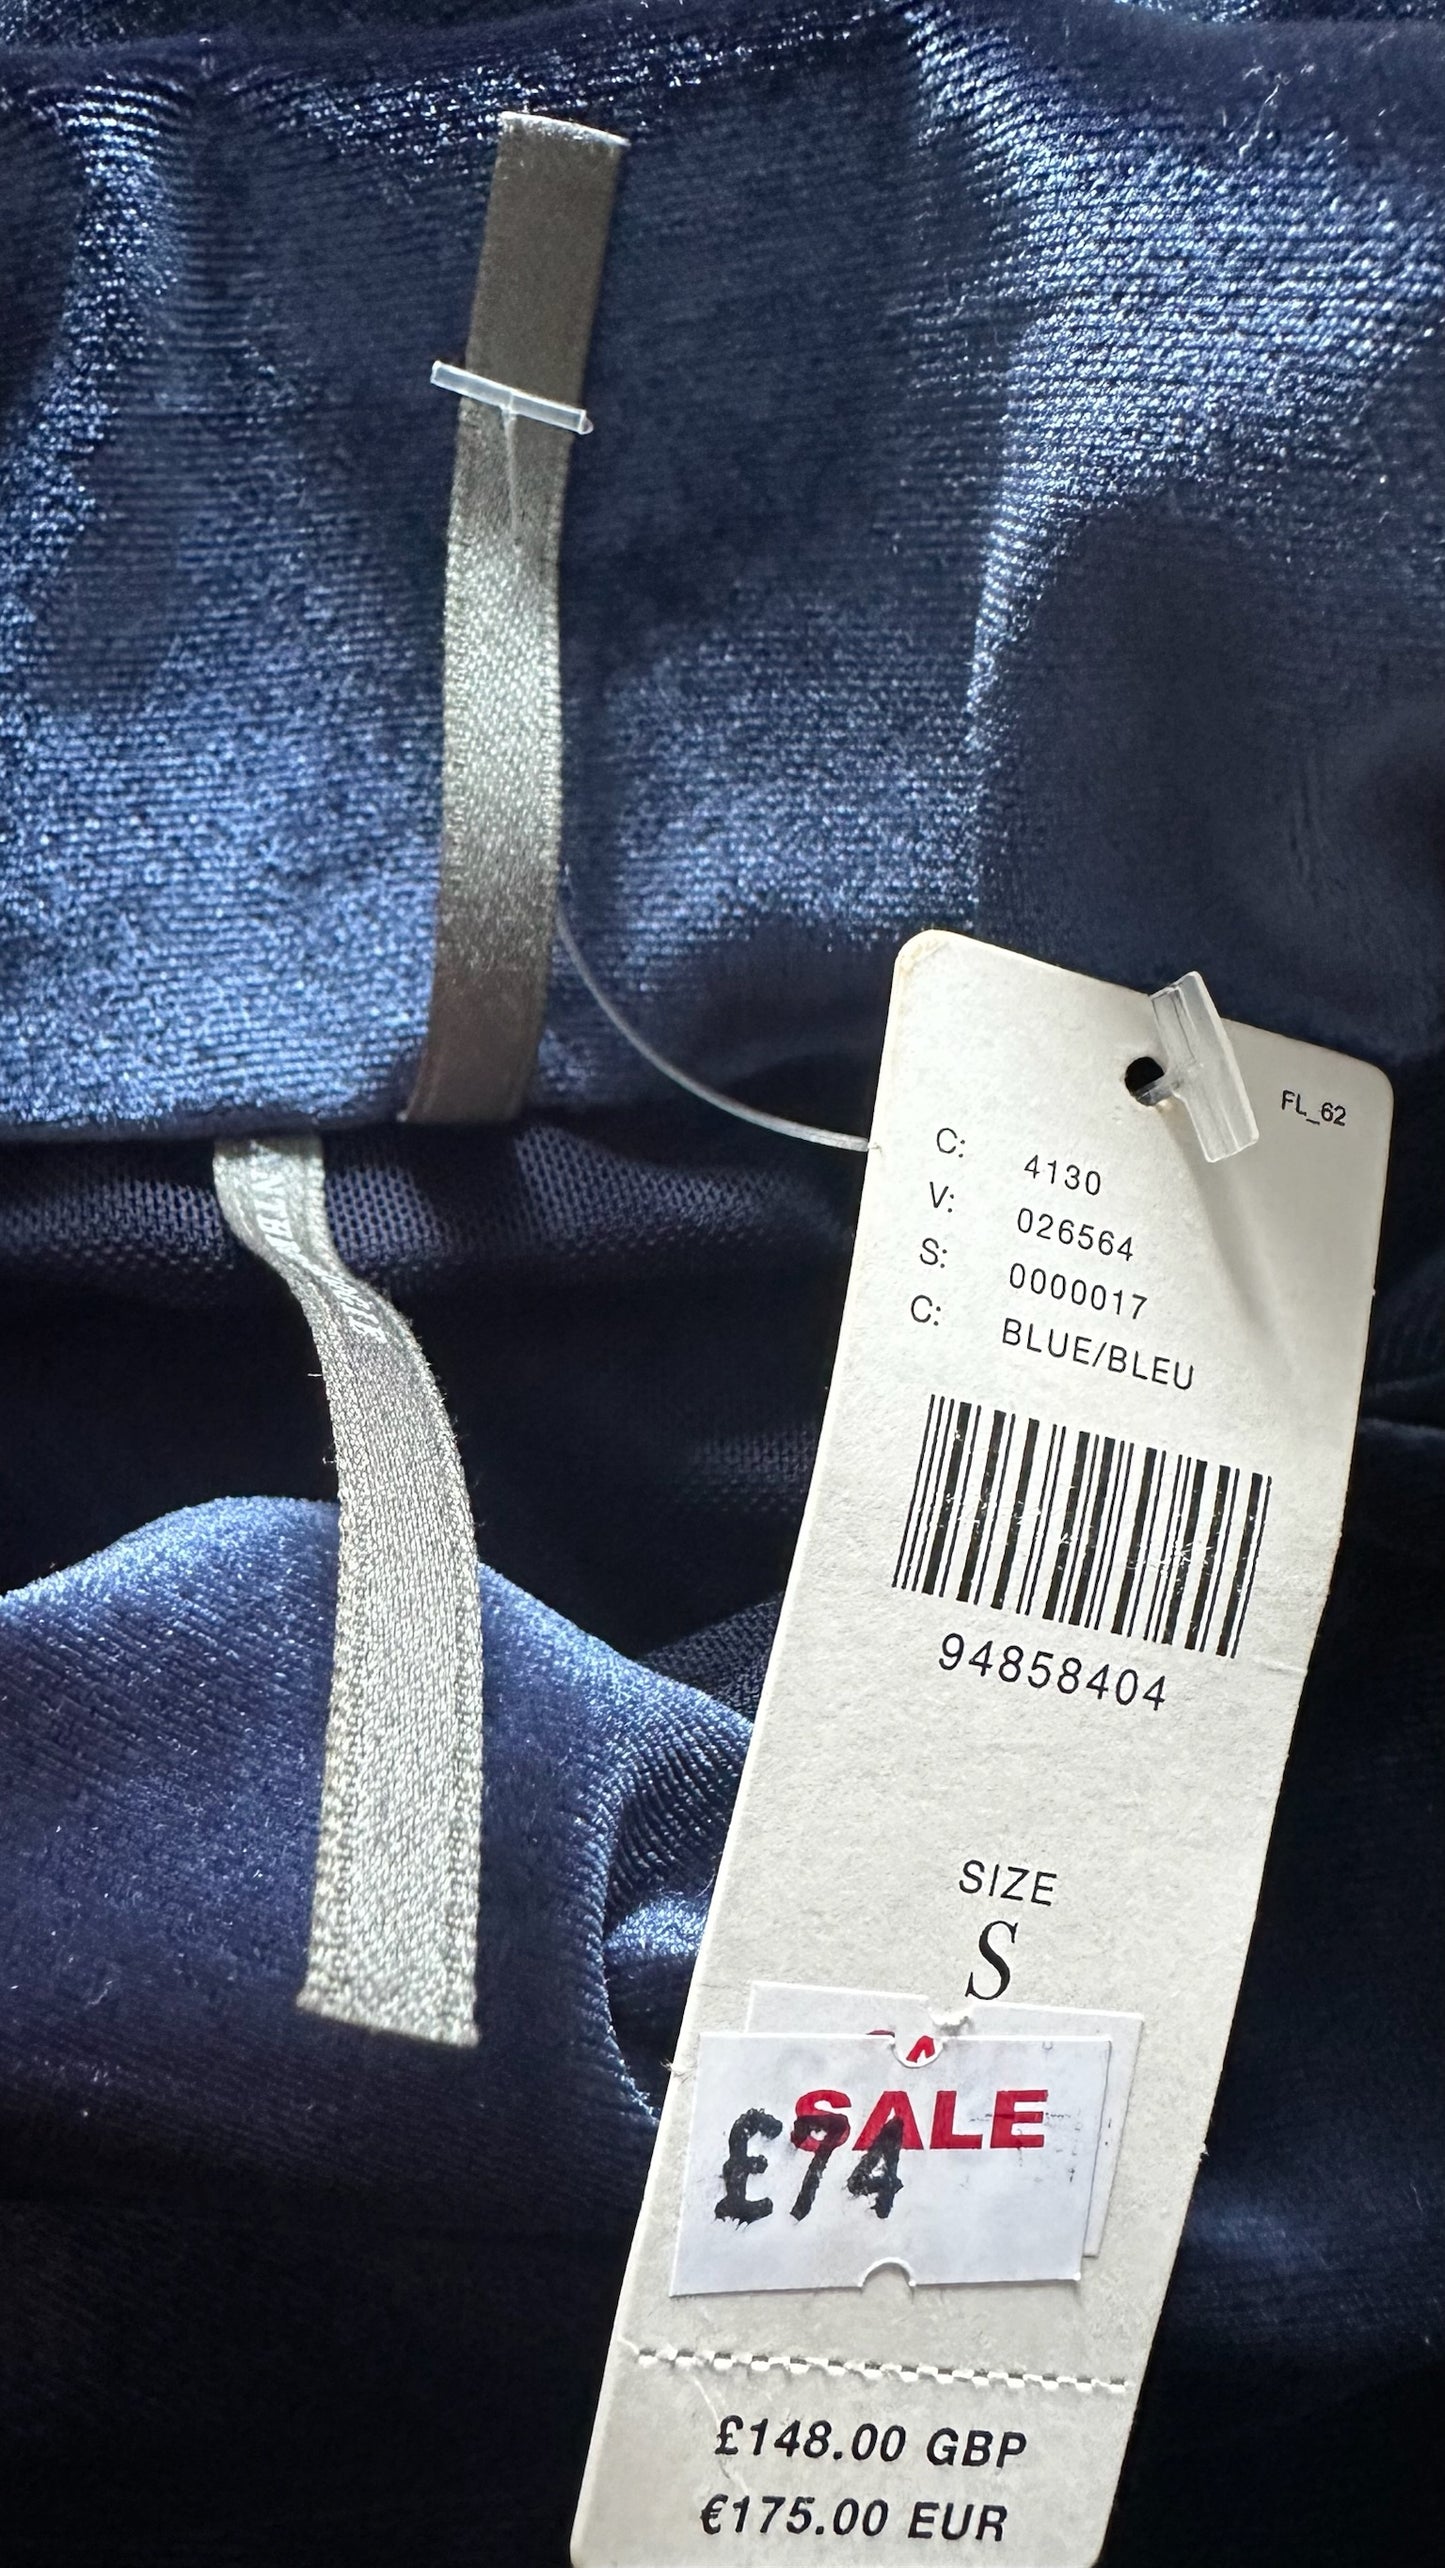 FL_62
C: 4130
V: 026564
S: 0000017
C: BLUE/BLEU
94858404
SIZE
S
SALE
£74
£148.00 GBP
€175.00 EUR